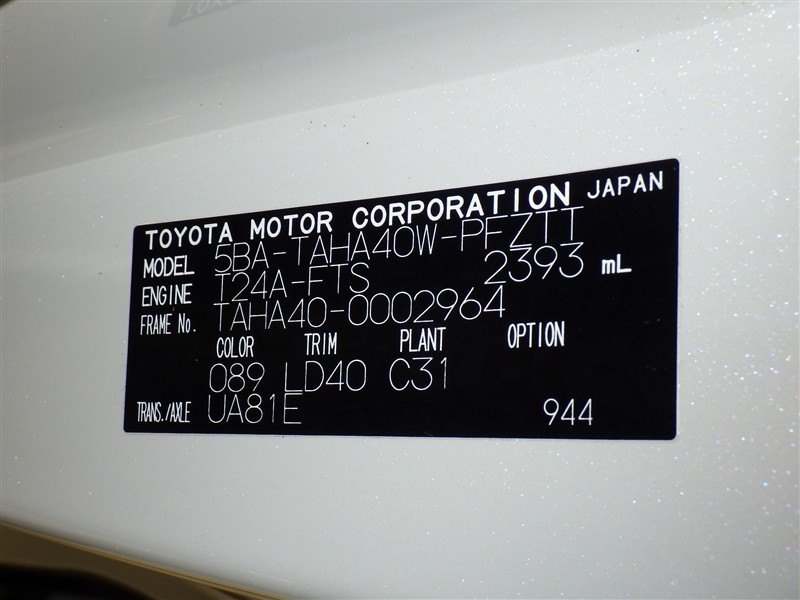 TOYOTA MOTOR CORPORATION JAPAN
MODEL 5BA-TAHA40W-PFZTT
ENGINE T24A-FTS 2393 mL
FRAME No. TAHA40-0002964
COLOR TRIM PLANT OPTION
089 LD40 C31
TRANS./AXLE UA81E 944